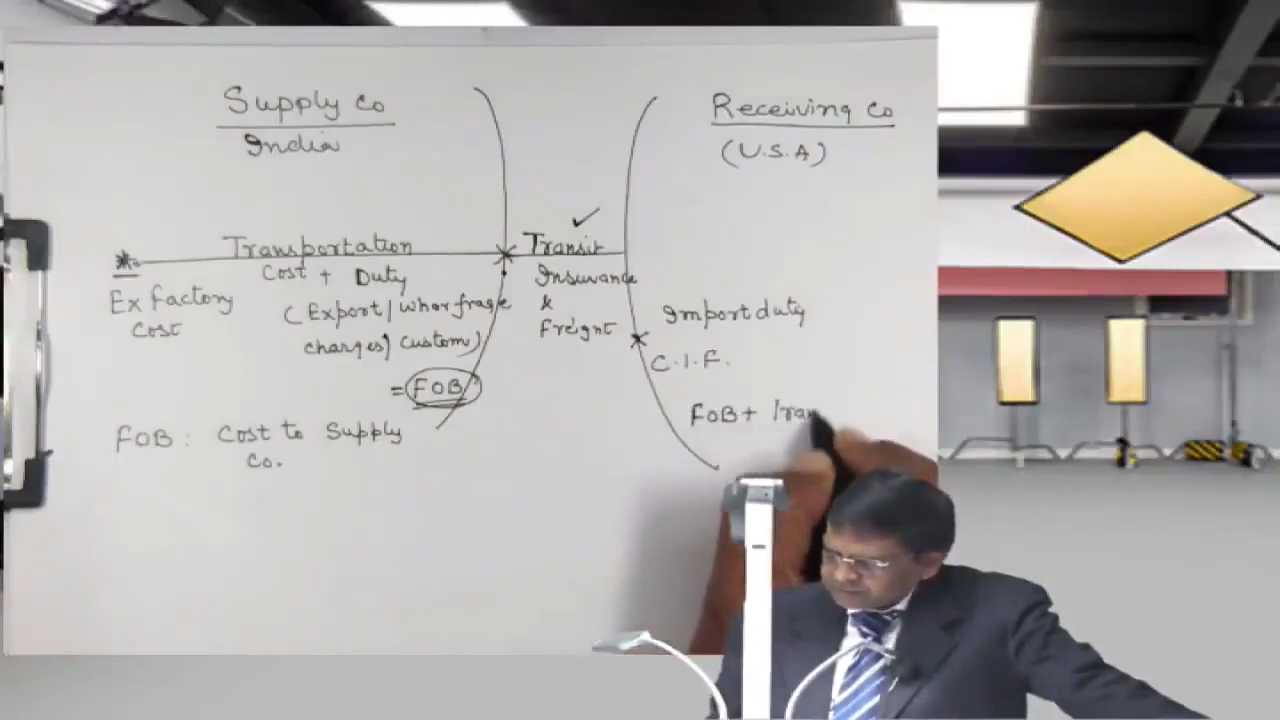 Supply Co
India
Receiving Co
(U.S.A)
Transportation
Cost + Duty
(Export/wharfrage
charges/custom)
= FOB
Ex factory
Cost
Transit
Insurance
&
Freight
Import duty
C.I.F.
FOB + Tran
FOB : Cost to Supply
Co.